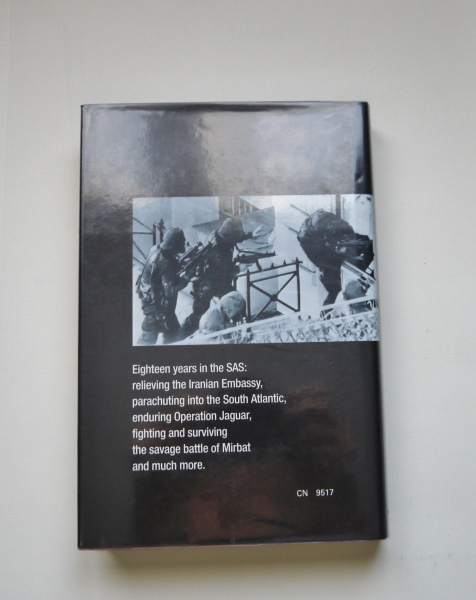 Eighteen years in the SAS:
relieving the Iranian Embassy,
parachuting into the South Atlantic,
enduring Operation Jaguar,
fighting and surviving
the savage battle of Mirbat
and much more.
CN 9517